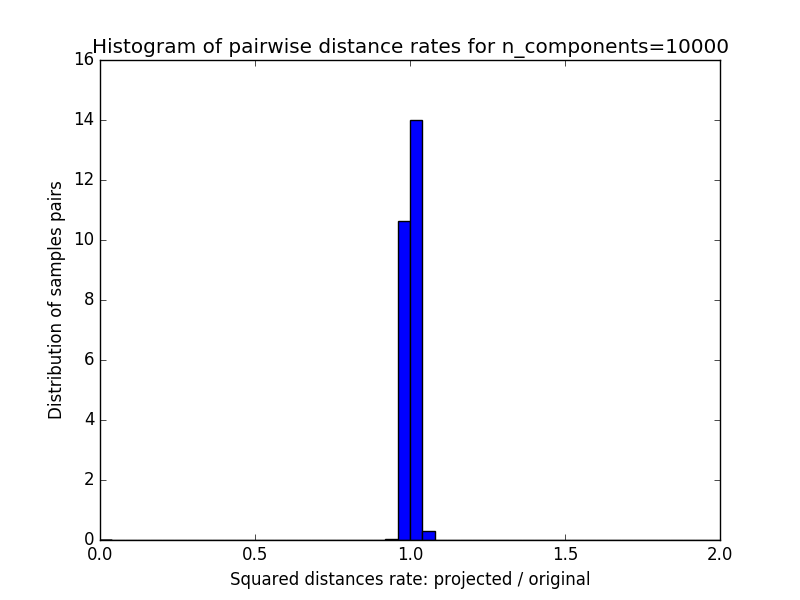 Histogram of pairwise distance rates for n_components=10000
16
14
12
10
8
6
4
2
0
Distribution of samples pairs
0.0 0.5 1.0 1.5 2.0
Squared distances rate: projected / original